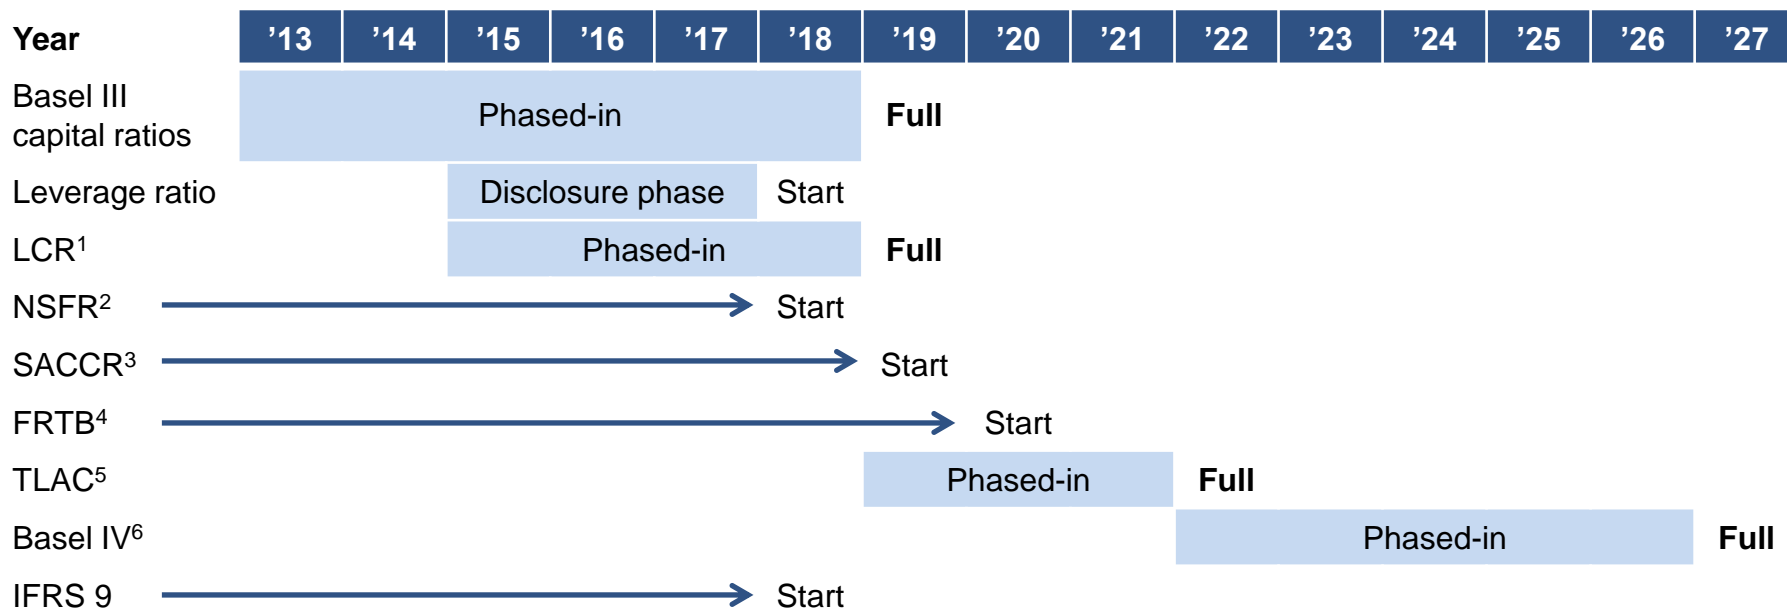 Year ’13 ’14 ’15 ’16 ’17 ’18 ’19 ’20 ’21 ’22 ’23 ’24 ’25 ’26 ’27
Basel III
capital ratios Phased-in Full
Leverage ratio Disclosure phase Start
LCR1 Phased-in Full
NSFR2 Start
SACCR3 Start
FRTB4 Start
TLAC5 Phased-in Full
Basel IV6 Phased-in Full
IFRS 9 Start